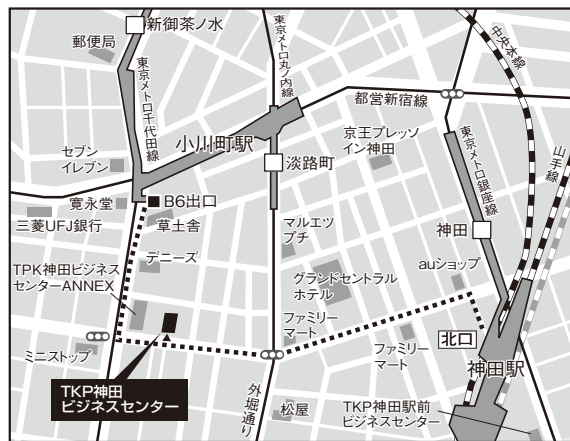 新御茶ノ水
郵便局
東京メトロ千代田線
東京メトロ丸ノ内線
中央本線
都営新宿線
小川町駅
京王プレッソ
イン神田
東京メトロ銀座線
山手線
セブン
イレブン
淡路町
B6出口
寛永堂
三菱UFJ銀行
草土舎
マルエツ
プチ
神田
デニーズ
auショップ
TPK神田ビジネス
センターANNEX
グランドセントラル
ホテル
ファミリー
マート
北口
ミニストップ
ファミリー
マート
神田駅
TKP神田
ビジネスセンター
外堀通り
松屋
TKP神田駅前
ビジネスセンター